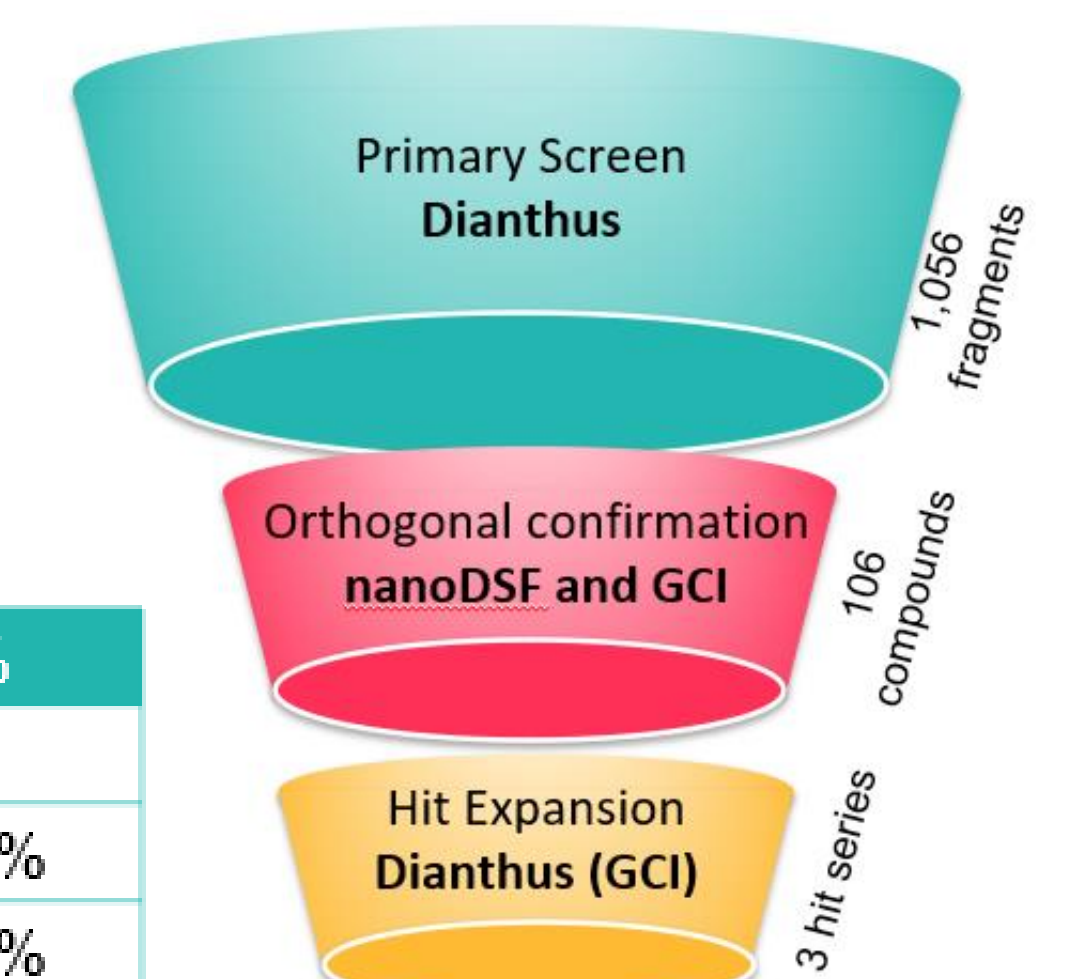 Primary Screen
Dianthus
1,056
fragments
Orthogonal confirmation
nanoDSF and GCI
106
compounds
%
%
%
Hit Expansion
Dianthus (GCI)
3 hit series